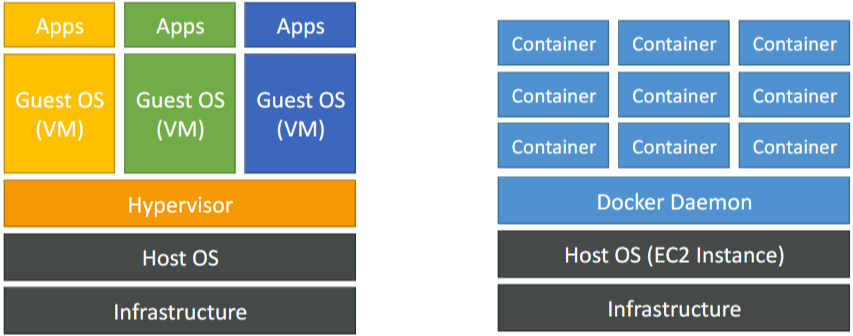 Apps
Apps
Apps
Guest OS
(VM)
Guest OS
(VM)
Guest OS
(VM)
Hypervisor
Host OS
Infrastructure
Container
Container
Container
Container
Container
Container
Container
Container
Container
Docker Daemon
Host OS (EC2 Instance)
Infrastructure